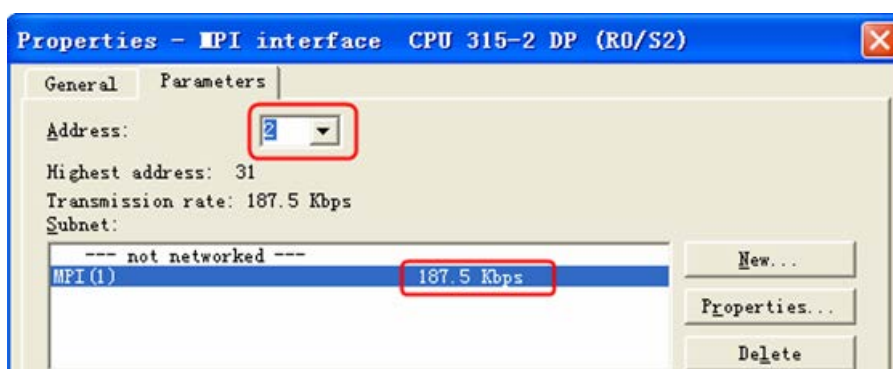 Properties - MPI interface  CPU 315-2 DP (R0/S2)
General Parameters
Address: 2
Highest address: 31
Transmission rate: 187.5 Kbps
Subnet:
--- not networked ---
MPI(1) 187.5 Kbps
New...
Properties...
Delete